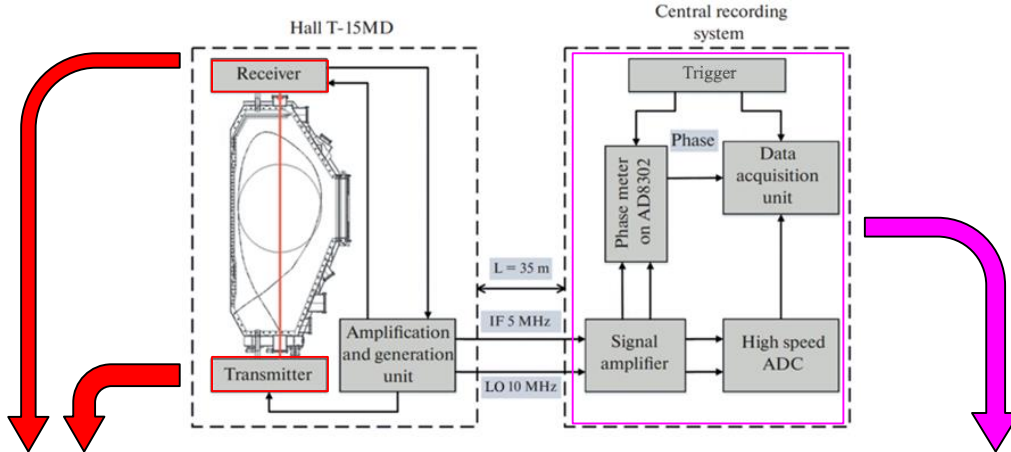 Hall T-15MD
Central recording
system
Receiver
Trigger
Phase
Phase meter
on AD8302
Data
acquisition
unit
L = 35 m
IF 5 MHz
LO 10 MHz
Amplification
and generation
unit
Transmitter
Signal
amplifier
High speed
ADC